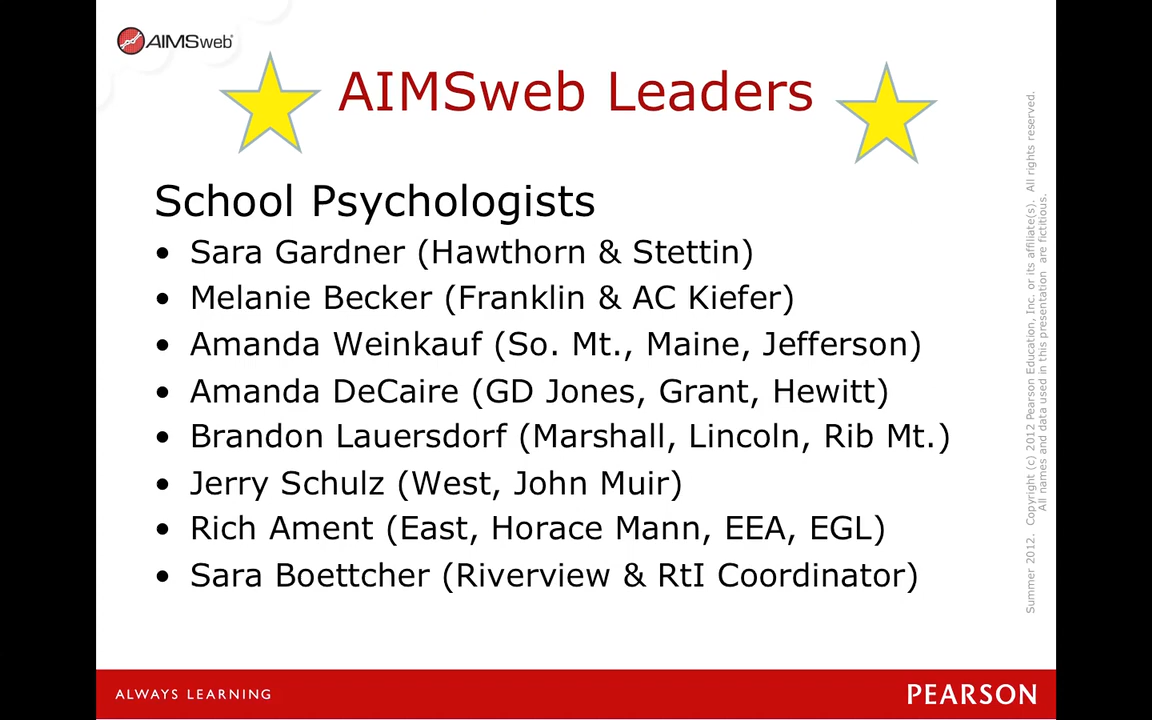 AIMSweb®
AIMSweb Leaders
School Psychologists
• Sara Gardner (Hawthorn & Stettin)
• Melanie Becker (Franklin & AC Kiefer)
• Amanda Weinkauf (So. Mt., Maine, Jefferson)
• Amanda DeCaire (GD Jones, Grant, Hewitt)
• Brandon Lauersdorf (Marshall, Lincoln, Rib Mt.)
• Jerry Schulz (West, John Muir)
• Rich Ament (East, Horace Mann, EEA, EGL)
• Sara Boettcher (Riverview & RtI Coordinator)
Summer 2012. Copyright (c) 2012 Pearson Education, Inc. or its affiliate(s). All rights reserved.
All names and data used in this presentation are fictitious.
ALWAYS LEARNING
PEARSON